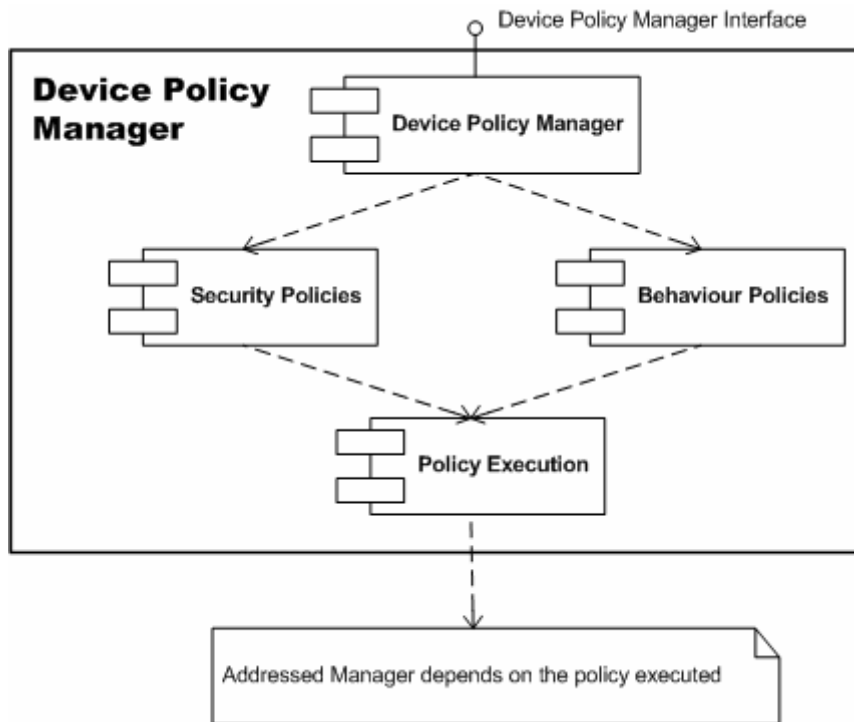 Device Policy Manager Interface
Device Policy
Manager
Device Policy Manager
Security Policies
Behaviour Policies
Policy Execution
Addressed Manager depends on the policy executed